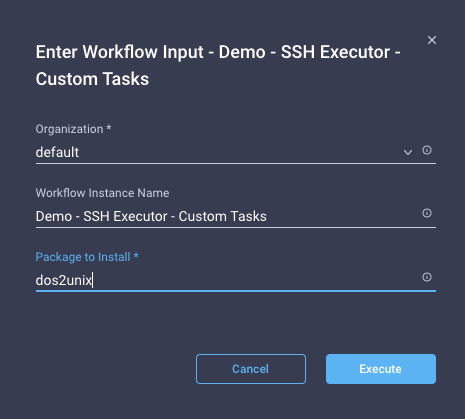 Enter Workflow Input - Demo - SSH Executor -
Custom Tasks
Organization *
default
Workflow Instance Name
Demo - SSH Executor - Custom Tasks
Package to Install *
dos2unix
Cancel
Execute